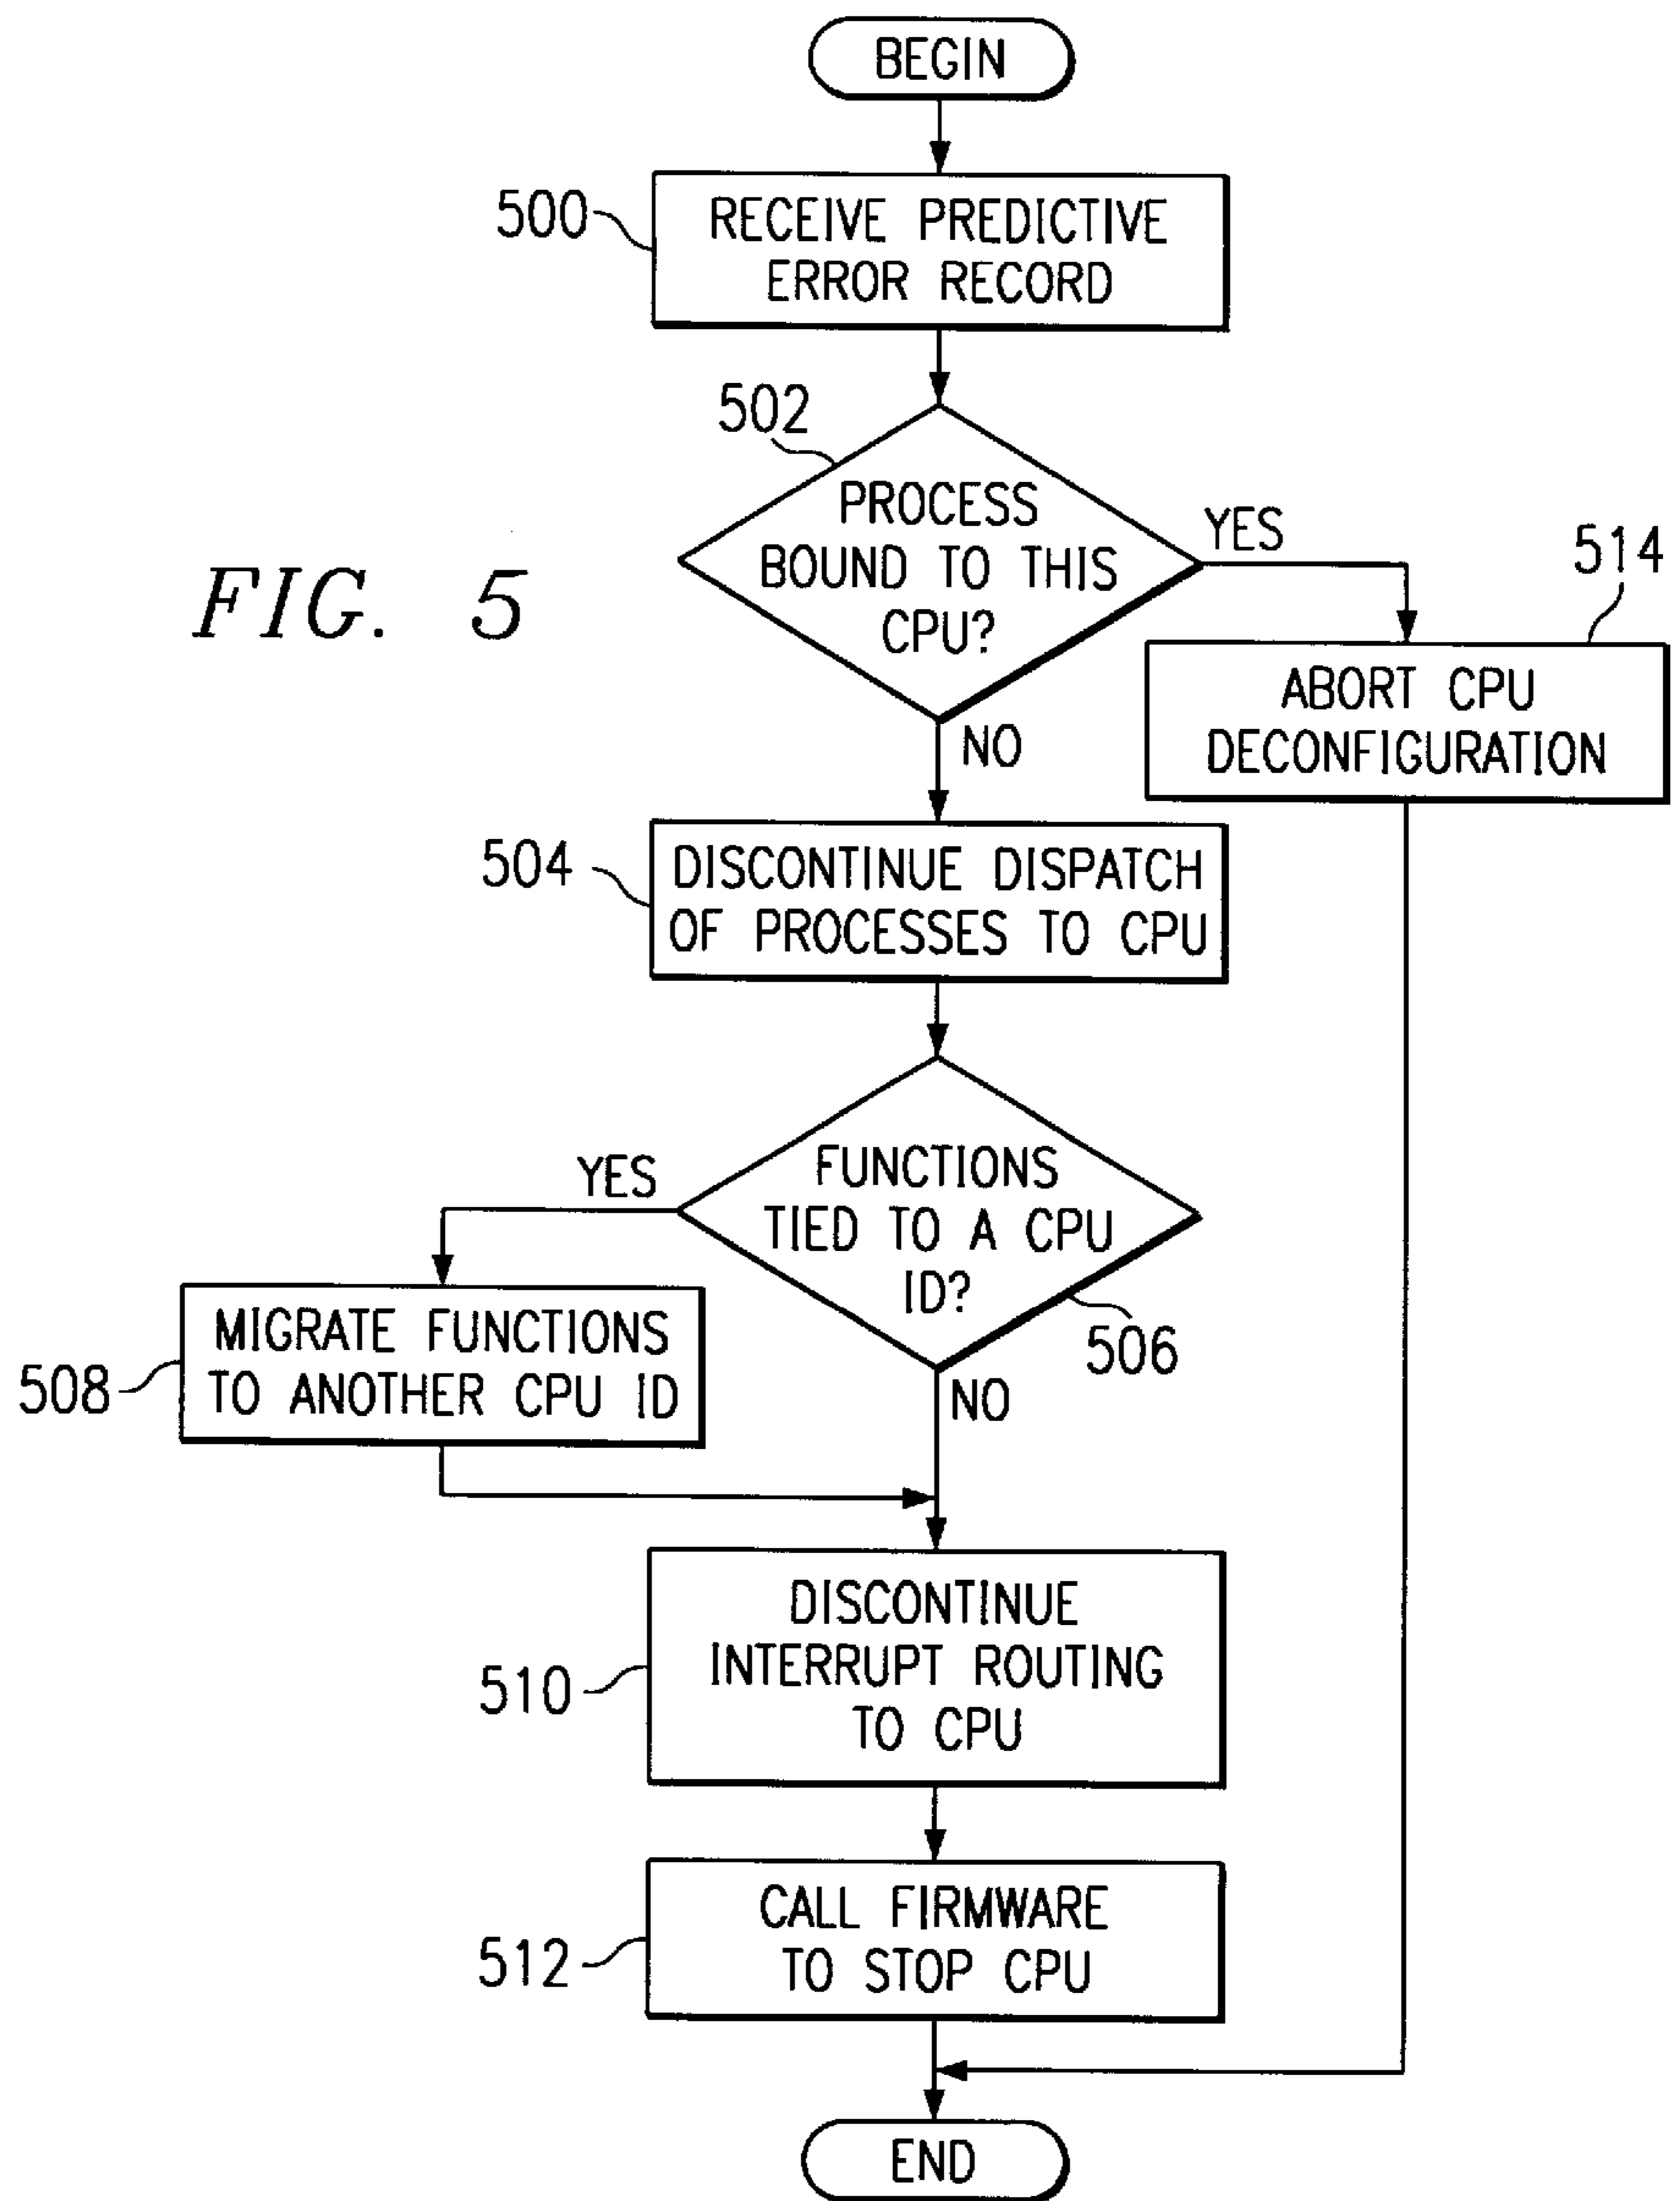 BEGIN
500
RECEIVE PREDICTIVE
ERROR RECORD
502
PROCESS
BOUND TO THIS
CPU?
YES
514
FIG. 5
ABORT CPU
DECONFIGURATION
NO
504
DISCONTINUE DISPATCH
OF PROCESSES TO CPU
YES
FUNCTIONS
TIED TO A CPU
ID?
506
508
MIGRATE FUNCTIONS
TO ANOTHER CPU ID
NO
510
DISCONTINUE
INTERRUPT ROUTING
TO CPU
512
CALL FIRMWARE
TO STOP CPU
END